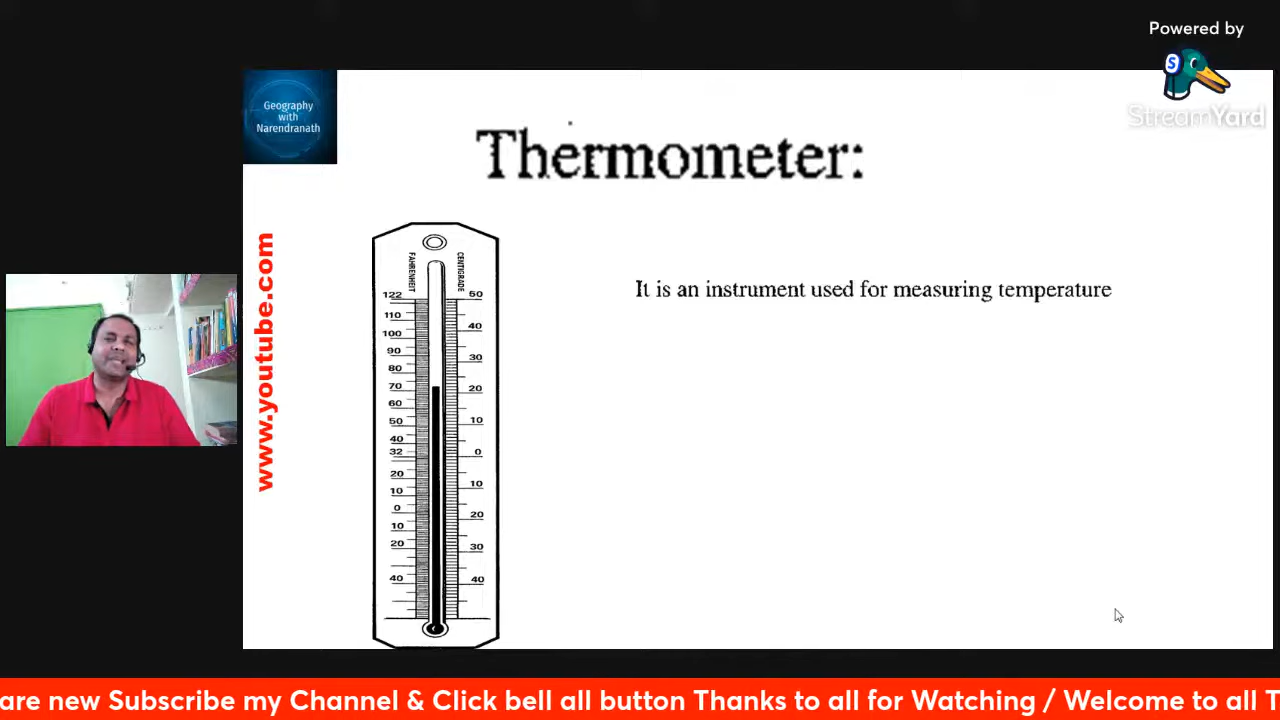 Powered by
StreamYard
Geography
with
Narendranath
Thermometer:
www.youtube.com
It is an instrument used for measuring temperature
FAHRENHEIT CENTIGRADE
122 50
110
100 40
90 30
80
70 20
60
50 10
40
32 0
20
10 10
0
10 20
20 30
40 40
are new Subscribe my Channel & Click bell all button Thanks to all for Watching / Welcome to all T